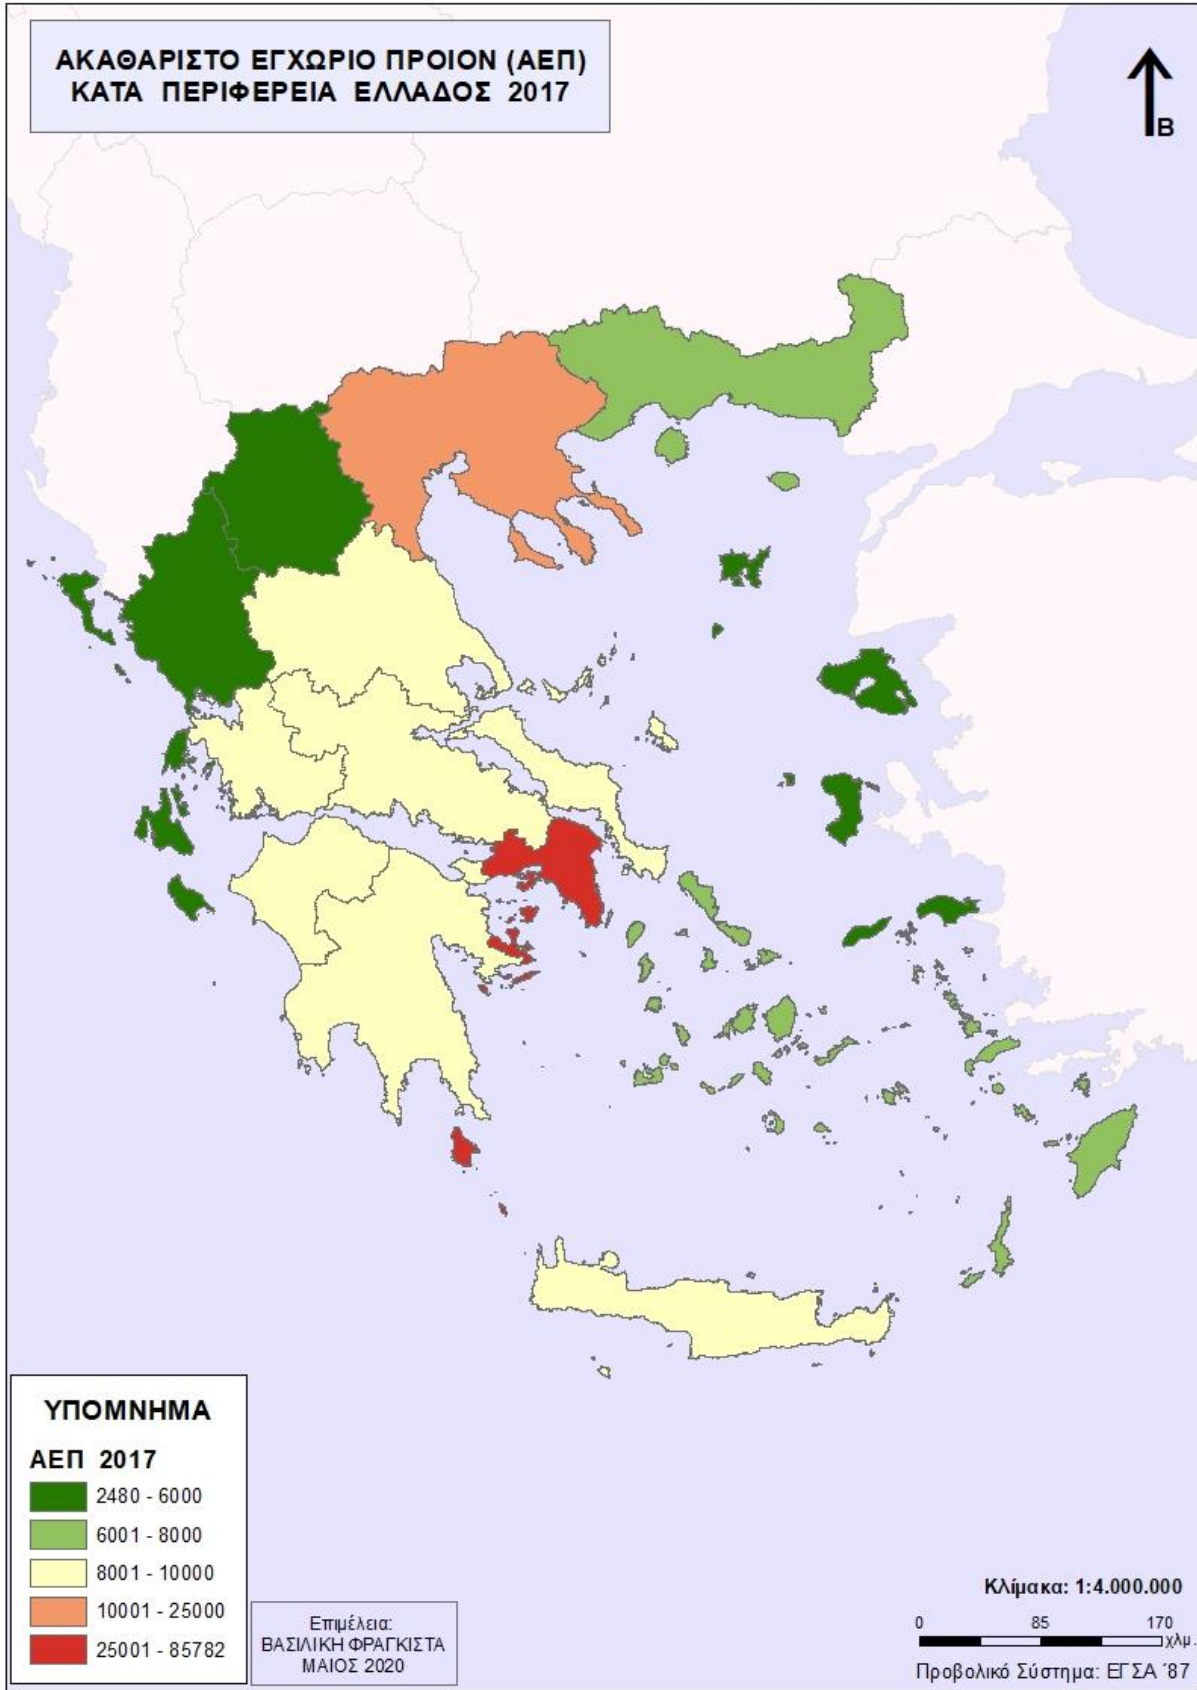 ΑΚΑΘΑΡΙΣΤΟ ΕΓΧΩΡΙΟ ΠΡΟΙΟΝ (ΑΕΠ)
ΚΑΤΑ ΠΕΡΙΦΕΡΕΙΑ ΕΛΛΑΔΟΣ 2017
Β
ΥΠΟΜΝΗΜΑ
ΑΕΠ 2017
2480 - 6000
6001 - 8000
8001 - 10000
10001 - 25000
25001 - 85782
Επιμέλεια:
ΒΑΣΙΛΙΚΗ ΦΡΑΓΚΙΣΤΑ
ΜΑΙΟΣ 2020
Κλίμακα: 1:4.000.000
0 85 170
χλμ.
Προβολικό Σύστημα: ΕΓΣΑ ΄87